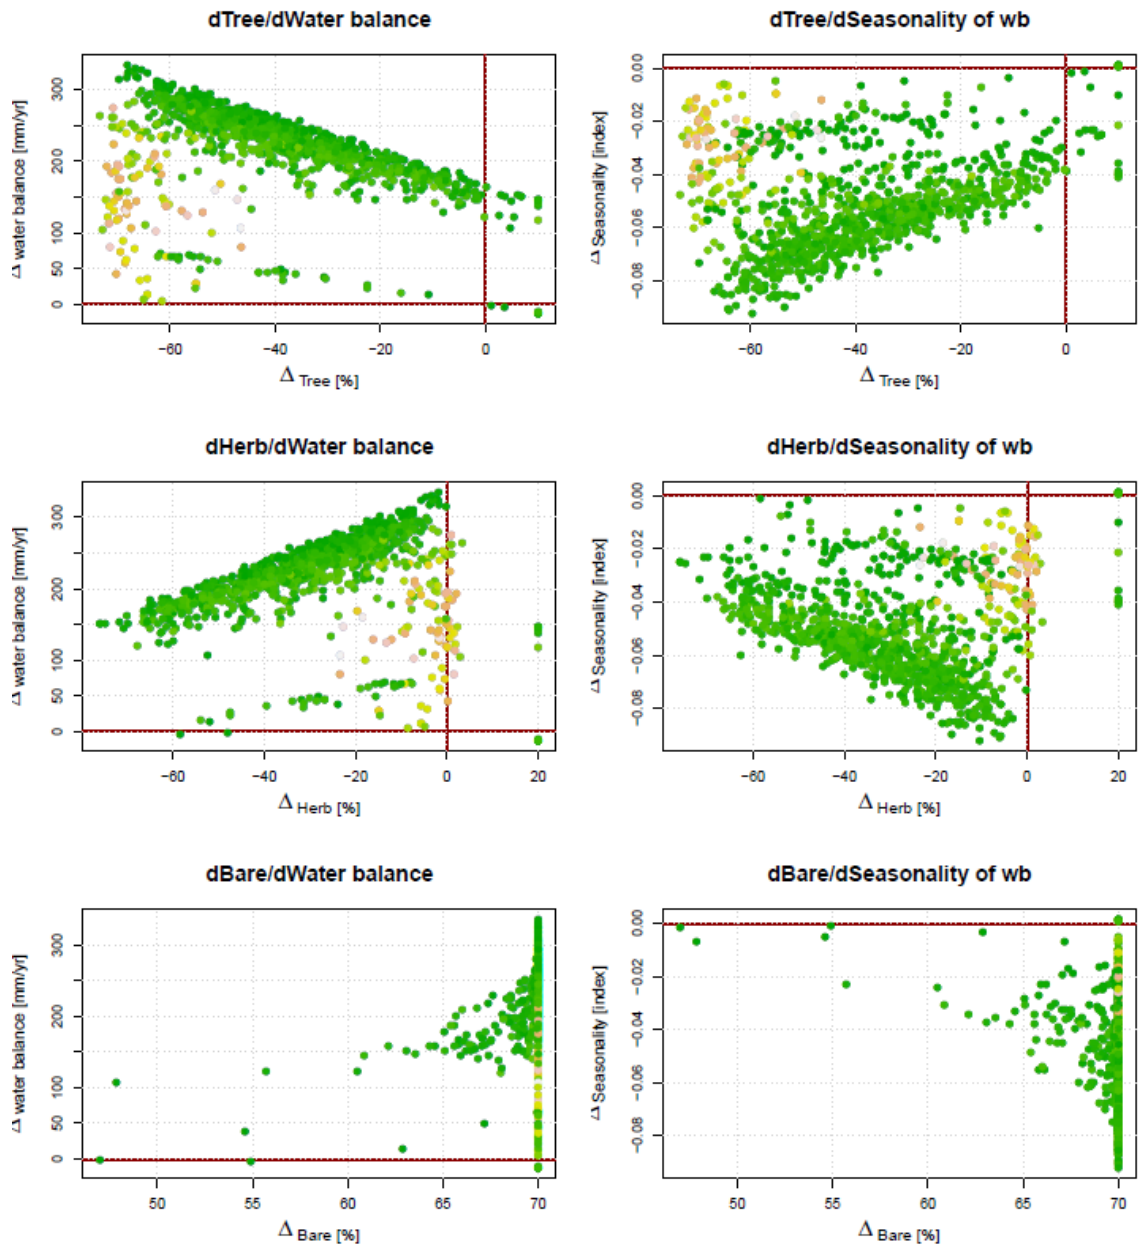 dTree/dWater balance
Δ water balance [mm/yr]
0 50 100 200 300
−60 −40 −20 0
Δ Tree [%]
dTree/dSeasonality of wb
Δ Seasonality [index]
−0.08 −0.06 −0.04 −0.02 0.00
−60 −40 −20 0
Δ Tree [%]
dHerb/dWater balance
Δ water balance [mm/yr]
0 50 100 200 300
−60 −40 −20 0 20
Δ Herb [%]
dHerb/dSeasonality of wb
Δ Seasonality [index]
−0.08 −0.06 −0.04 −0.02 0.00
−60 −40 −20 0 20
Δ Herb [%]
dBare/dWater balance
Δ water balance [mm/yr]
0 50 100 200 300
50 55 60 65 70
Δ Bare [%]
dBare/dSeasonality of wb
Δ Seasonality [index]
−0.08 −0.06 −0.04 −0.02 0.00
50 55 60 65 70
Δ Bare [%]